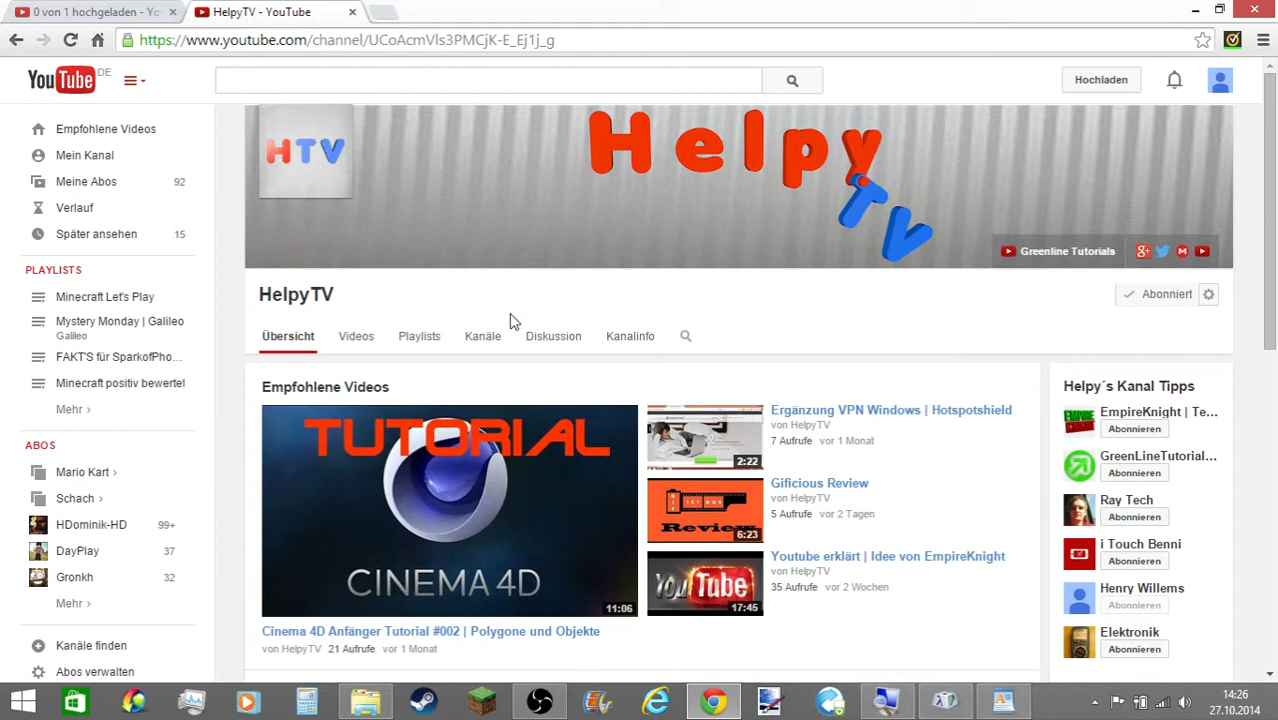 0 von 1 hochgeladen - Yo
HelpyTV - YouTube
https://www.youtube.com/channel/UCoAcmVls3PMCjK-E_Ej1j_g
YouTube DE
Hochladen
Empfohlene Videos
Mein Kanal
Meine Abos 92
Verlauf
Später ansehen 15
PLAYLISTS
Minecraft Let's Play
Mystery Monday | Galileo
Galileo
FAKT'S für SparkofPho...
Minecraft positiv bewertet
Mehr ›
ABOS
Mario Kart ›
Schach ›
HDominik-HD 99+
DayPlay 37
Gronkh 32
Mehr ›
Kanäle finden
Abos verwalten
HTV
Helpy
TV
Greenline Tutorials
HelpyTV
Abonniert
Übersicht Videos Playlists Kanäle Diskussion Kanalinfo
Empfohlene Videos
TUTORIAL
CINEMA 4D
11:06
Cinema 4D Anfänger Tutorial #002 | Polygone und Objekte
von HelpyTV 21 Aufrufe vor 1 Monat
2:22
Ergänzung VPN Windows | Hotspotshield
von HelpyTV
7 Aufrufe vor 1 Monat
GIFICIOUS
Review
6:23
Gificious Review
von HelpyTV
5 Aufrufe vor 2 Tagen
YouTube
17:45
Youtube erklärt | Idee von EmpireKnight
von HelpyTV
35 Aufrufe vor 2 Wochen
Helpy´s Kanal Tipps
EmpireKnight | Te...
Abonnieren
GreenLineTutorial...
Abonnieren
Ray Tech
Abonnieren
i Touch Benni
Abonnieren
Henry Willems
Abonnieren
Elektronik
Abonnieren
14:26
27.10.2014